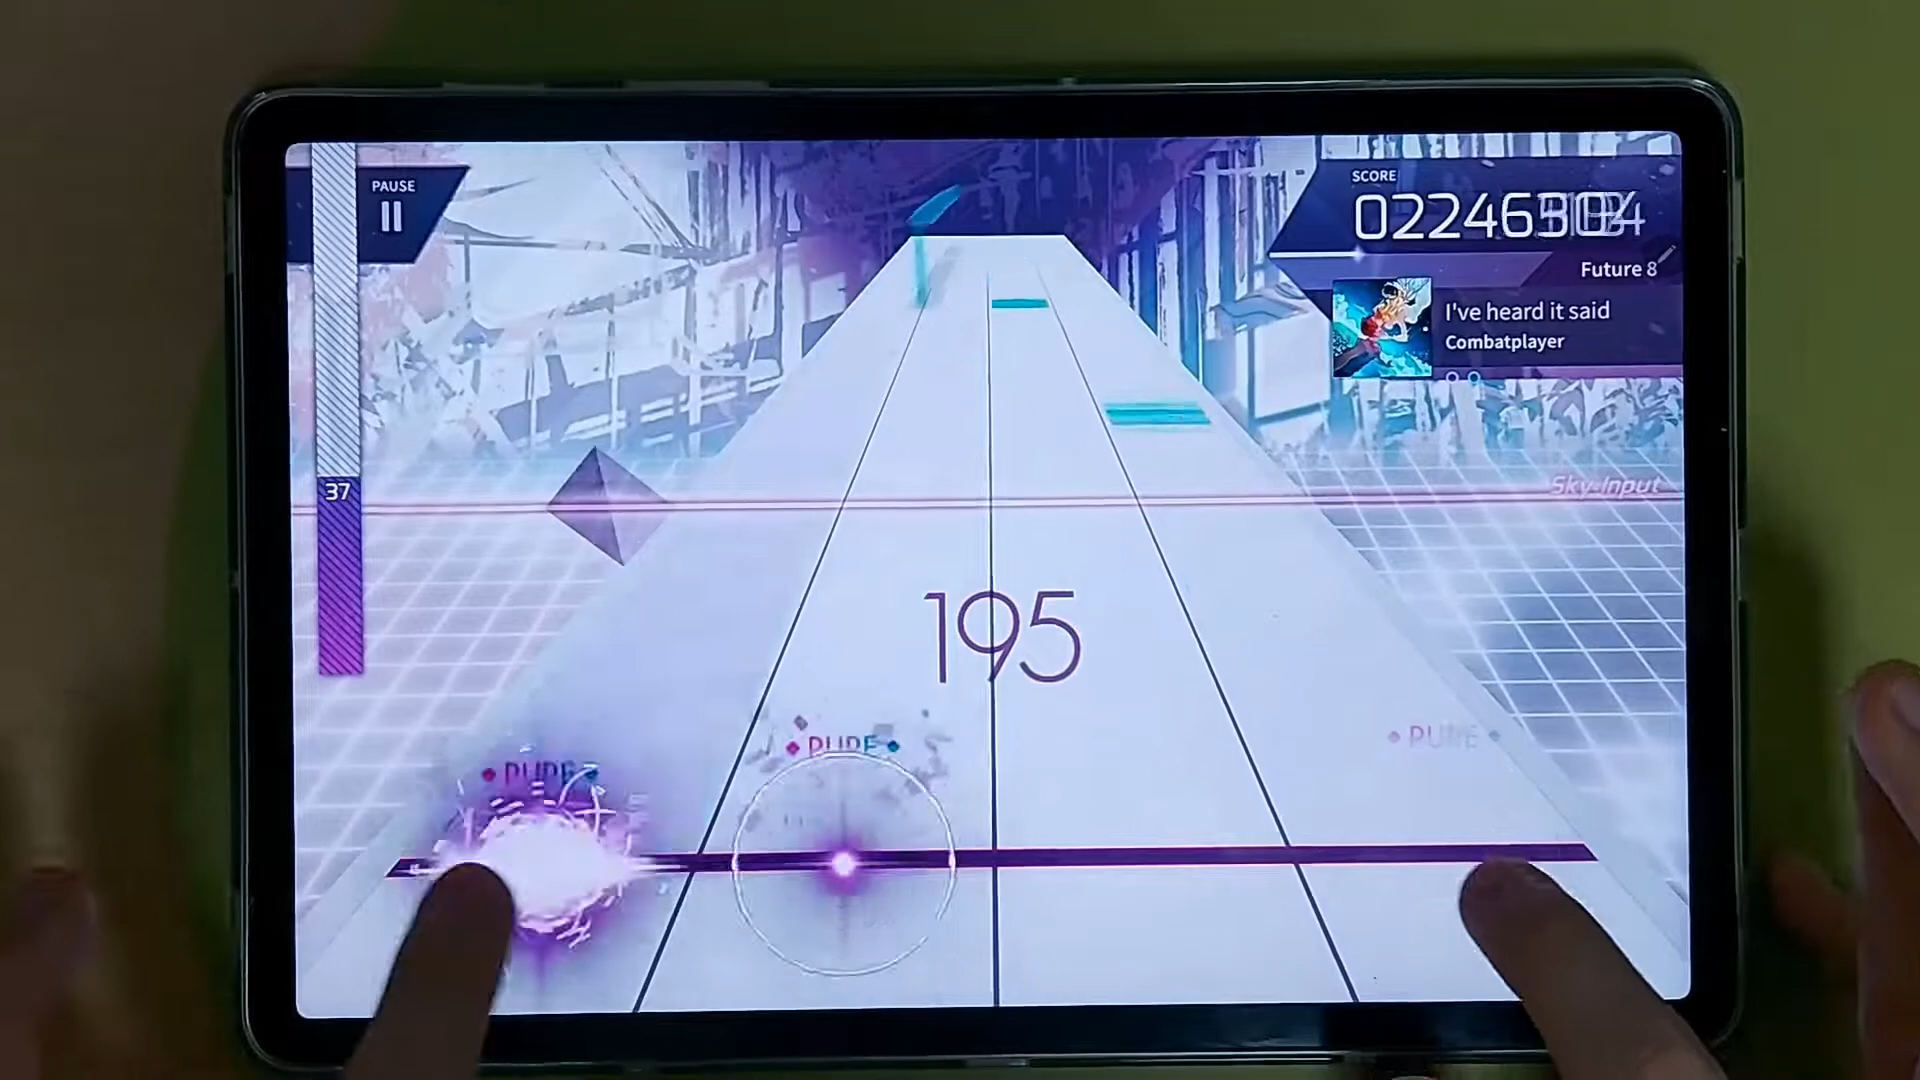 PAUSE
SCORE
Future 8
I've heard it said
Combatplayer
37
Sky-Input
195
PURE
PURE
PURE